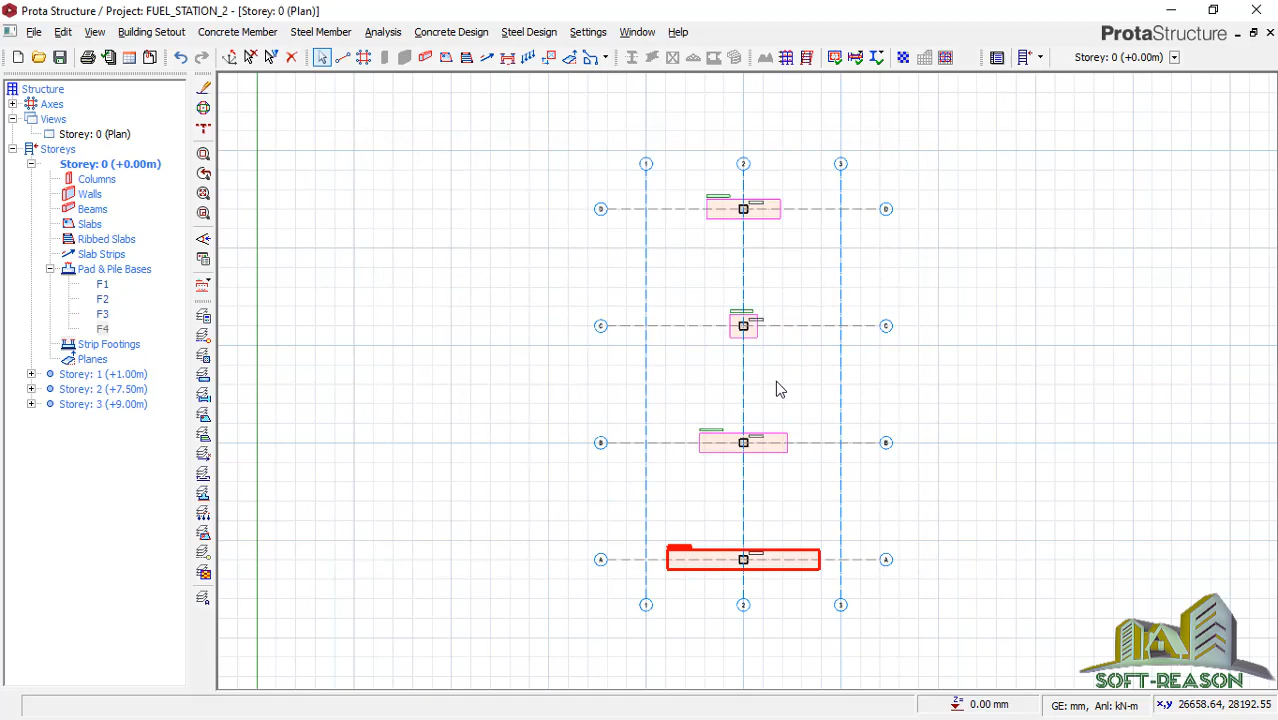 Prota Structure / Project: FUEL_STATION_2 - [Storey: 0 (Plan)]
File Edit View Building Setout Concrete Member Steel Member Analysis Concrete Design Steel Design Settings Window Help
ProtaStructure
Storey: 0 (+0.00m)
Structure
Axes
Views
Storey: 0 (Plan)
Storeys
Storey: 0 (+0.00m)
Columns
Walls
Beams
Slabs
Ribbed Slabs
Slab Strips
Pad & Pile Bases
F1
F2
F3
F4
Strip Footings
Planes
Storey: 1 (+1.00m)
Storey: 2 (+7.50m)
Storey: 3 (+9.00m)
1 2 3
D D
C C
B B
A A
1 2 3
SOFT-REASON
Z= 0.00 mm GE: mm, Anl: kN-m x,y 26658.64, 28192.55